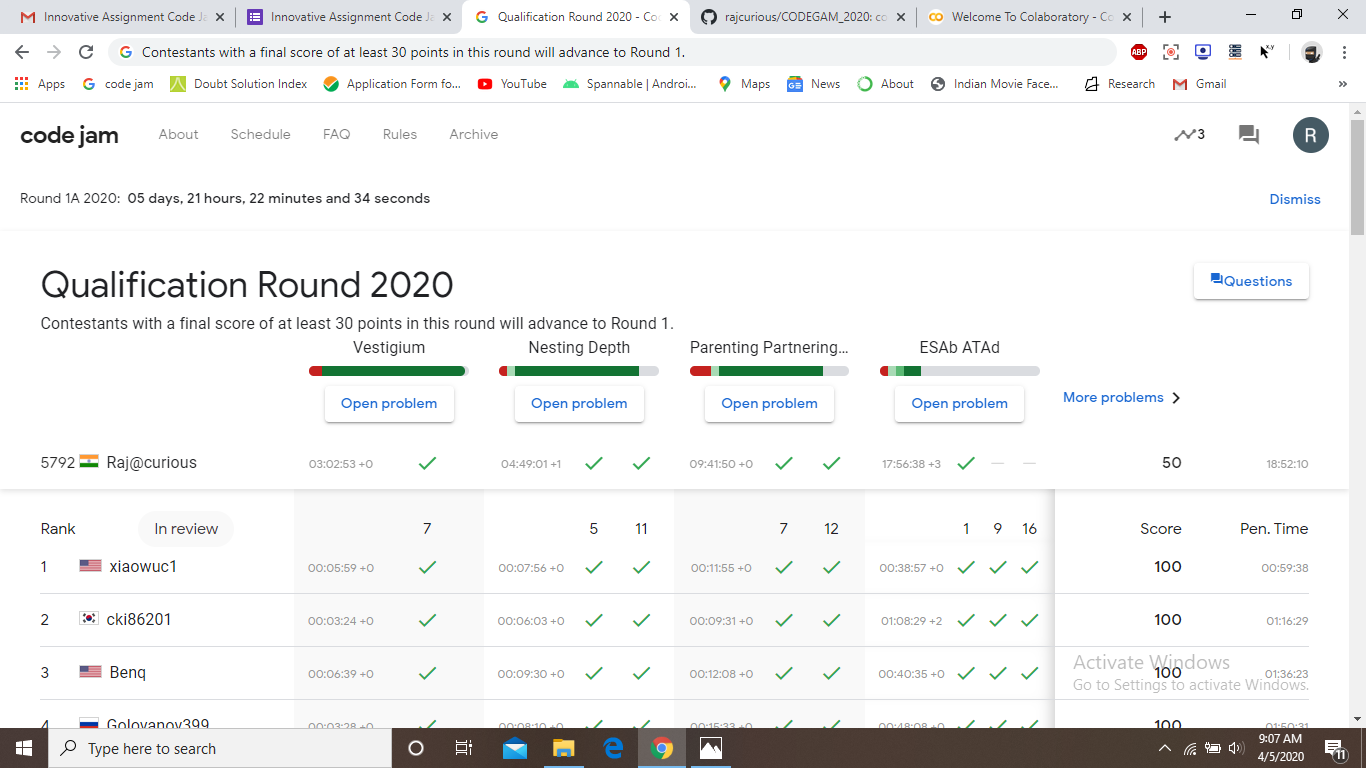 Innovative Assignment Code Ja
Innovative Assignment Code Ja
Qualification Round 2020 - Co
rajcurious/CODEGAM_2020: co
Welcome To Colaboratory - Co
Contestants with a final score of at least 30 points in this round will advance to Round 1.
ABP
X,Y
Apps
code jam
Doubt Solution Index
Application Form fo...
YouTube
Spannable | Androi...
Maps
News
About
Indian Movie Face...
Research
Gmail
»
code jam
About
Schedule
FAQ
Rules
Archive
3
R
Round 1A 2020: 05 days, 21 hours, 22 minutes and 34 seconds
Dismiss
Qualification Round 2020
Questions
Contestants with a final score of at least 30 points in this round will advance to Round 1.
Vestigium Nesting Depth Parenting Partnering... ESAb ATAd
Open problem Open problem Open problem Open problem More problems
5792 Raj@curious 03:02:53 +0 04:49:01 +1 09:41:50 +0 17:56:38 +3 50 18:52:10
Rank In review 7 5 11 7 12 1 9 16 Score Pen. Time
1 xiaowuc1 00:05:59 +0 00:07:56 +0 00:11:55 +0 00:38:57 +0 100 00:59:38
2 cki86201 00:03:24 +0 00:06:03 +0 00:09:31 +0 01:08:29 +2 100 01:16:29
3 Benq 00:06:39 +0 00:09:30 +0 00:12:08 +0 00:40:35 +0 100 01:36:23
Activate Windows
Go to Settings to activate Windows.
4 Golovanov399 00:03:28 +0 00:08:10 +0 00:15:33 +0 00:48:08 +0 100 01:50:31
Type here to search
9:07 AM
4/5/2020
11